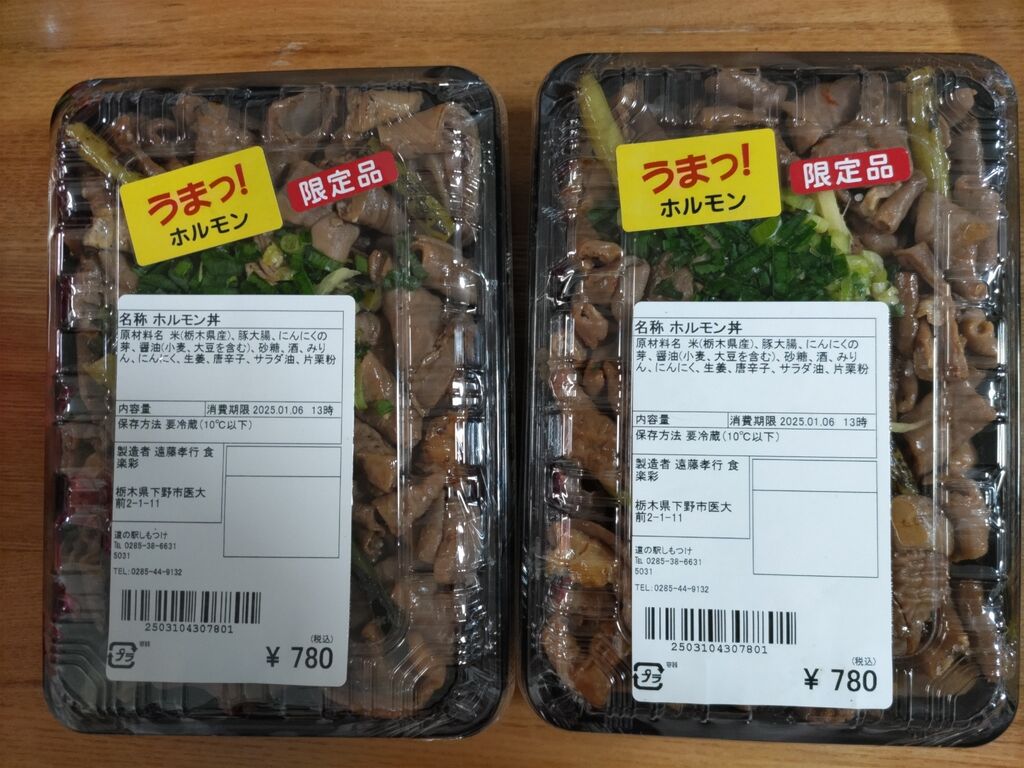 うまっ!
ホルモン
限定品
名称 ホルモン丼
原材料名 米(栃木県産)、豚大腸、にんにくの
芽、醤油(小麦、大豆を含む)、砂糖、酒、みり
ん、にんにく、生姜、唐辛子、サラダ油、片栗粉
内容量 消費期限 2025.01.06 13時
保存方法 要冷蔵(10℃以下)
製造者 遠藤孝行 食
楽彩
栃木県下野市医大
前2-1-11
道の駅しもつけ
℡ 0285-38-6631
5031
TEL:0285-44-9132
2503104307801
プラ
(税込)
¥ 780
うまっ!
ホルモン
限定品
名称 ホルモン丼
原材料名 米(栃木県産)、豚大腸、にんにくの
芽、醤油(小麦、大豆を含む)、砂糖、酒、みり
ん、にんにく、生姜、唐辛子、サラダ油、片栗粉
内容量 消費期限 2025.01.06 13時
保存方法 要冷蔵(10℃以下)
製造者 遠藤孝行 食
楽彩
栃木県下野市医大
前2-1-11
道の駅しもつけ
℡ 0285-38-6631
5031
TEL:0285-44-9132
2503104307801
プラ
(税込)
¥ 780